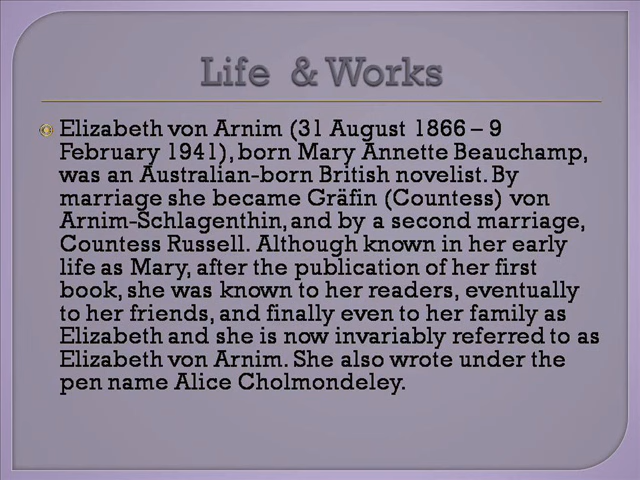 Life & Works
Elizabeth von Arnim (31 August 1866 – 9
February 1941), born Mary Annette Beauchamp,
was an Australian-born British novelist. By
marriage she became Gräfin (Countess) von
Arnim-Schlagenthin, and by a second marriage,
Countess Russell. Although known in her early
life as Mary, after the publication of her first
book, she was known to her readers, eventually
to her friends, and finally even to her family as
Elizabeth and she is now invariably referred to as
Elizabeth von Arnim. She also wrote under the
pen name Alice Cholmondeley.